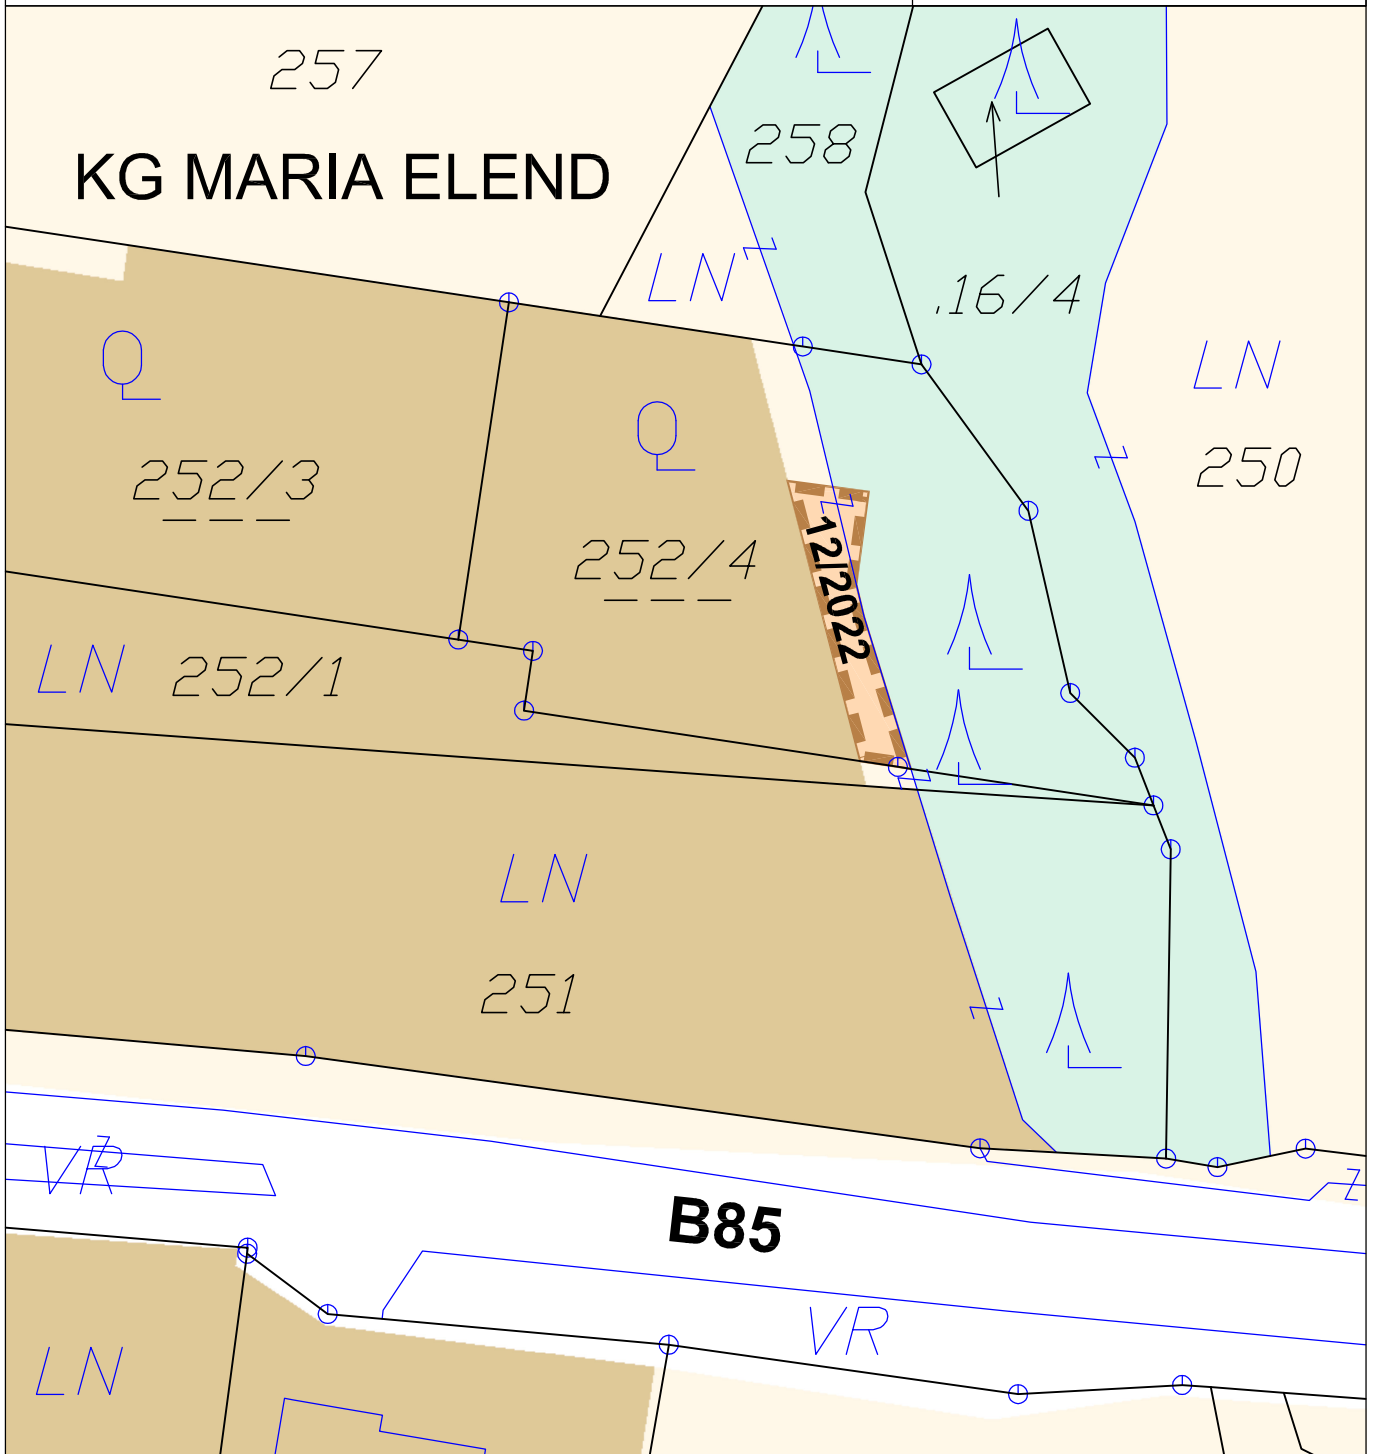 257
258
KG MARIA ELEND
LN
.16/4
Q
LN
Q
250
252/3
252/4
12/2022
LN
252/1
LN
251
VR
B85
VR
LN